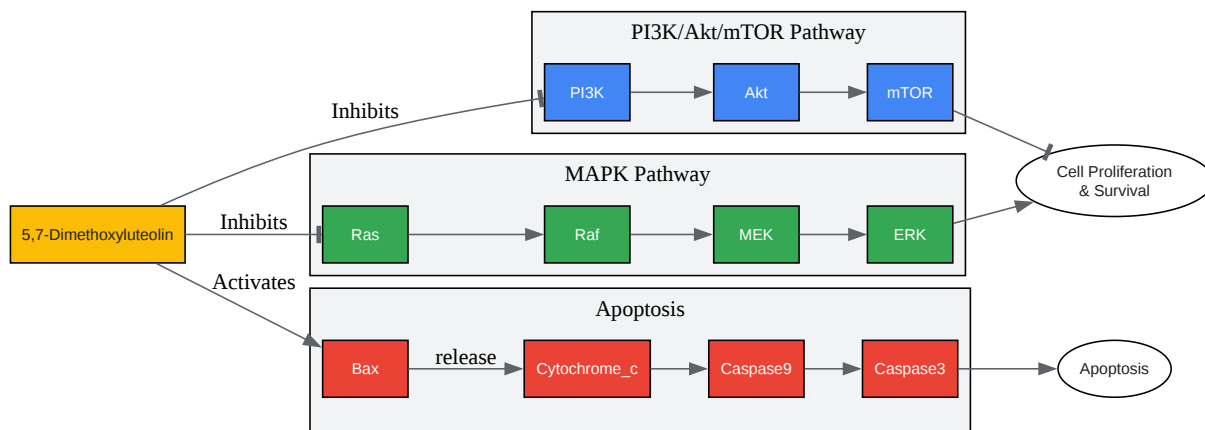 PI3K/Akt/mTOR Pathway
PI3K
Akt
mTOR
Inhibits
Cell Proliferation
& Survival
MAPK Pathway
5,7-Dimethoxyluteolin
Inhibits
Ras
Raf
MEK
ERK
Activates
Apoptosis
Bax
release
Cytochrome_c
Caspase9
Caspase3
Apoptosis